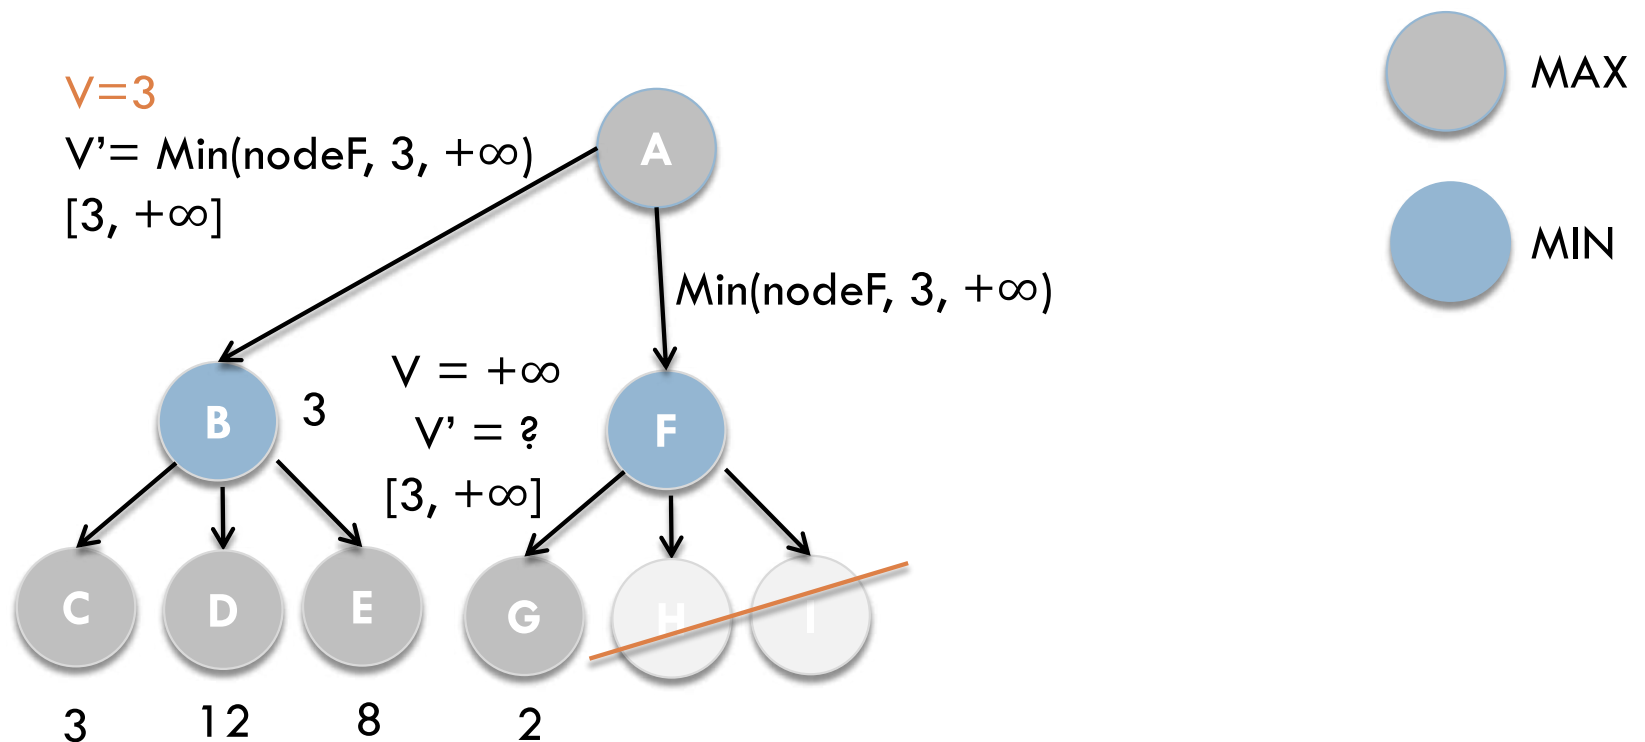 V=3
V'= Min(nodeF, 3, +∞)
[3, +∞]
A
MAX
MIN
Min(nodeF, 3, +∞)
B
3
V = +∞
V' = ?
[3, +∞]
F
C
D
E
G
H
I
3
12
8
2